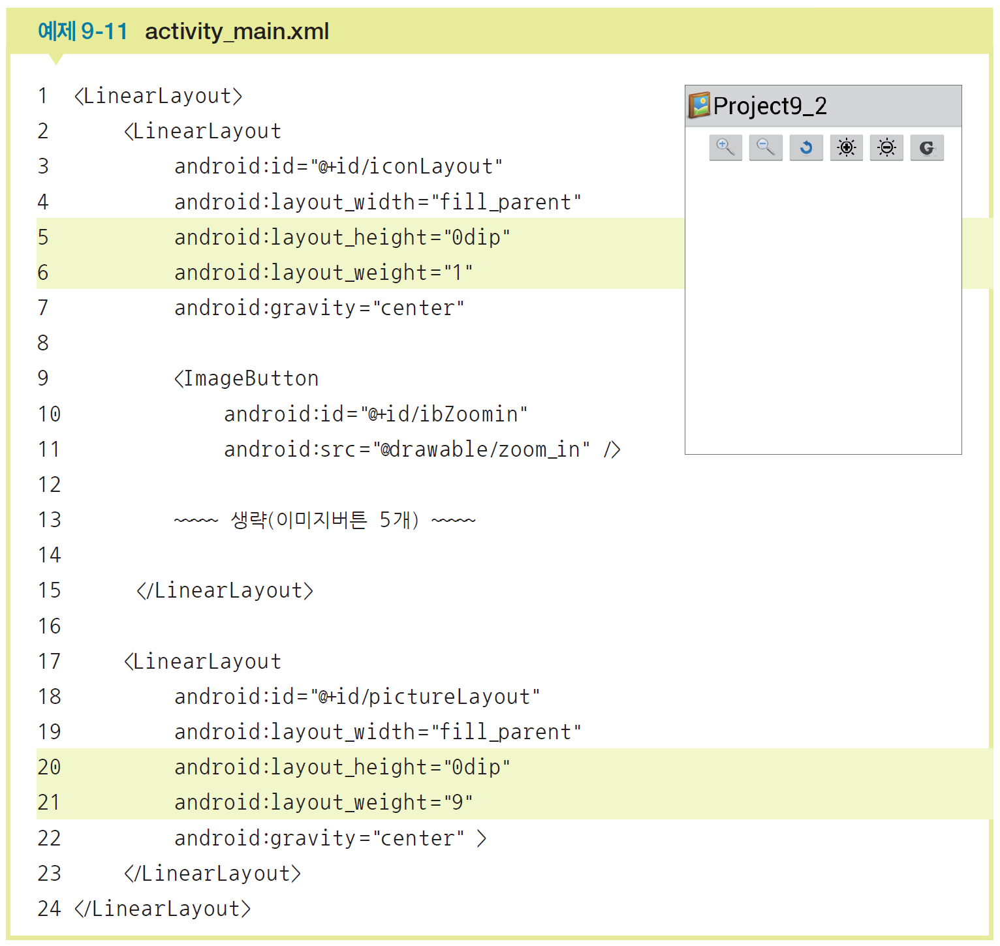 예제 9-11 activity_main.xml
1 <LinearLayout>
2 <LinearLayout
3 android:id="@+id/iconLayout"
4 android:layout_width="fill_parent"
5 android:layout_height="0dip"
6 android:layout_weight="1"
7 android:gravity="center"
8
9 <ImageButton
10 android:id="@+id/ibZoomin"
11 android:src="@drawable/zoom_in" />
12
13 ~~~~~ 생략(이미지버튼 5개) ~~~~~
14
15 </LinearLayout>
16
17 <LinearLayout
18 android:id="@+id/pictureLayout"
19 android:layout_width="fill_parent"
20 android:layout_height="0dip"
21 android:layout_weight="9"
22 android:gravity="center" >
23 </LinearLayout>
24 </LinearLayout>
Project9_2
G